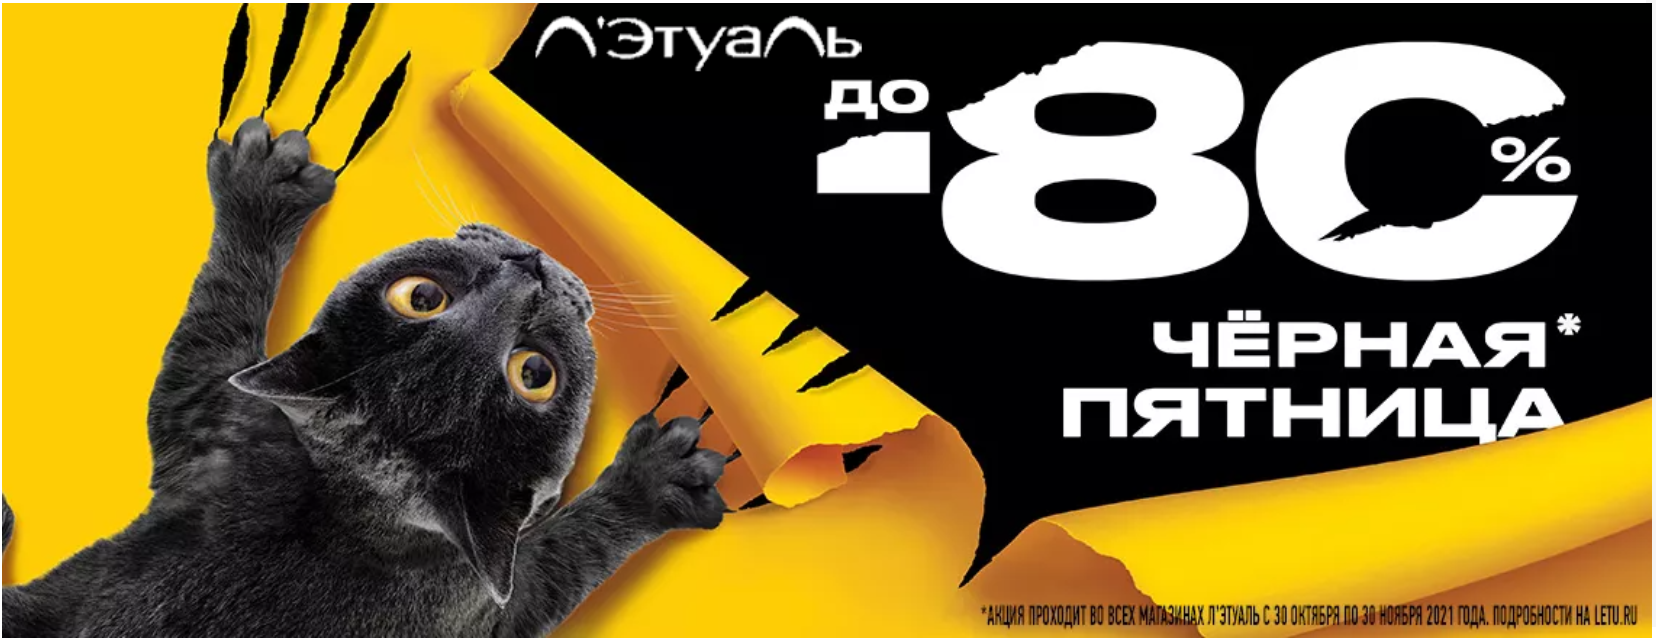 Л'Этуаль
ДО
-80%
ЧЁРНАЯ*
ПЯТНИЦА
*АКЦИЯ ПРОХОДИТ ВО ВСЕХ МАГАЗИНАХ Л'ЭТУАЛЬ С 30 ОКТЯБРЯ ПО 30 НОЯБРЯ 2021 ГОДА. ПОДРОБНОСТИ НА LETU.RU